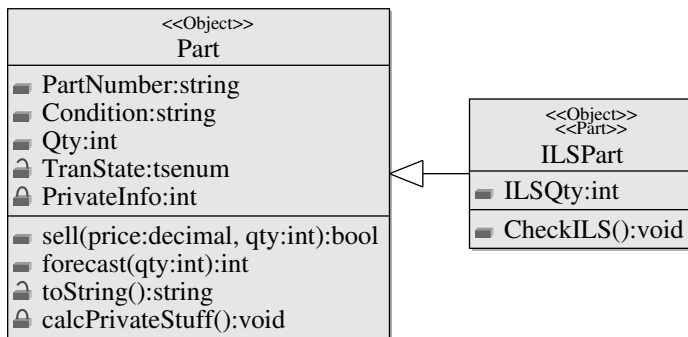 <<Object>>
Part
PartNumber:string
Condition:string
Qty:int
TranState:tsenum
PrivateInfo:int
sell(price:decimal, qty:int):bool
forecast(qty:int):int
toString():string
calcPrivateStuff():void
<<Object>>
<<Part>>
ILSPart
ILSQty:int
CheckILS():void